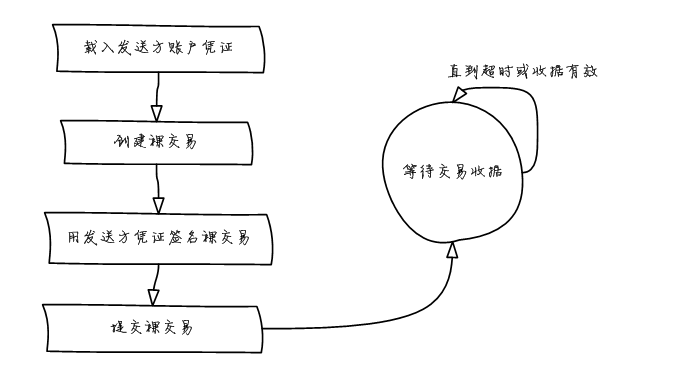 载入发送方账户凭证
创建裸交易
用发送方凭证签名裸交易
提交裸交易
直到超时或收据有效
等待交易收据